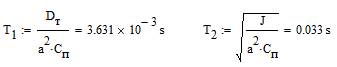 T₁ := Dт / (a²·Cп) = 3.631 × 10⁻³ s    T₂ := √(J / (a²·Cп)) = 0.033 s